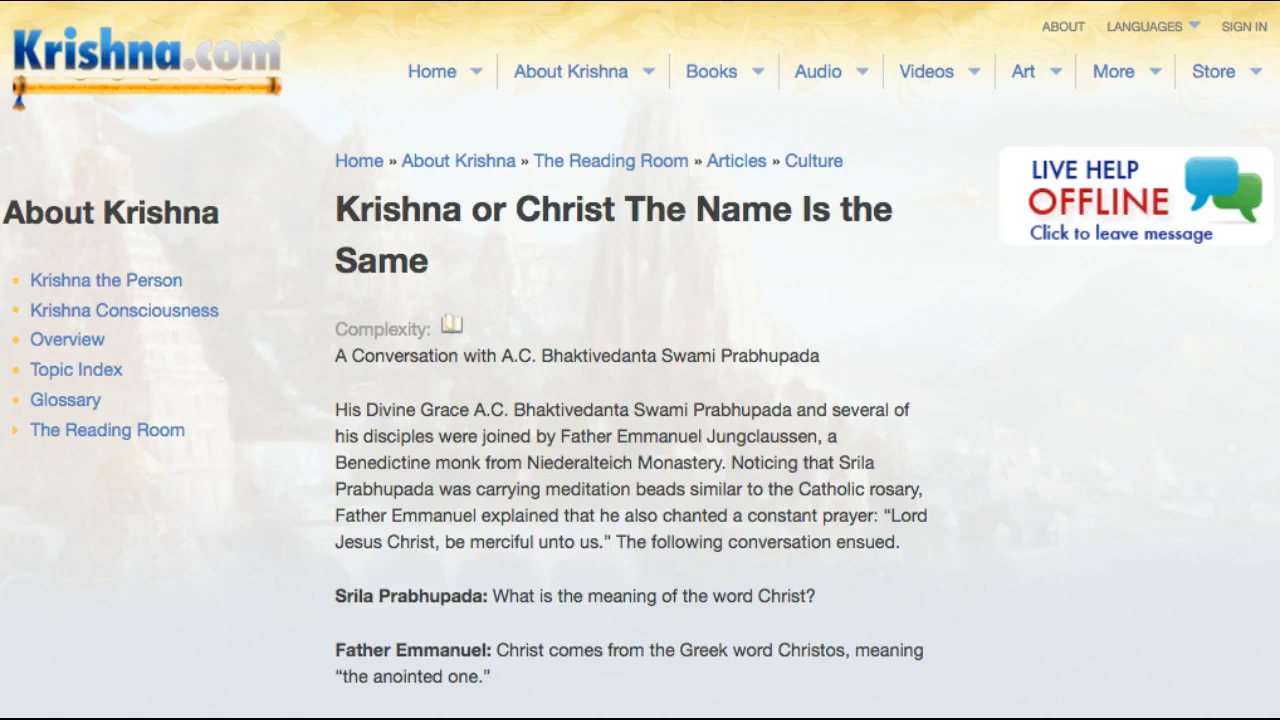 Krishna.com®
ABOUT LANGUAGES SIGN IN
Home About Krishna Books Audio Videos Art More Store
Home » About Krishna » The Reading Room » Articles » Culture
LIVE HELP
OFFLINE
Click to leave message
About Krishna
Krishna the Person
Krishna Consciousness
Overview
Topic Index
Glossary
The Reading Room
Krishna or Christ The Name Is the
Same
Complexity:
A Conversation with A.C. Bhaktivedanta Swami Prabhupada
His Divine Grace A.C. Bhaktivedanta Swami Prabhupada and several of
his disciples were joined by Father Emmanuel Jungclaussen, a
Benedictine monk from Niederalteich Monastery. Noticing that Srila
Prabhupada was carrying meditation beads similar to the Catholic rosary,
Father Emmanuel explained that he also chanted a constant prayer: “Lord
Jesus Christ, be merciful unto us.” The following conversation ensued.
Srila Prabhupada: What is the meaning of the word Christ?
Father Emmanuel: Christ comes from the Greek word Christos, meaning
“the anointed one.”